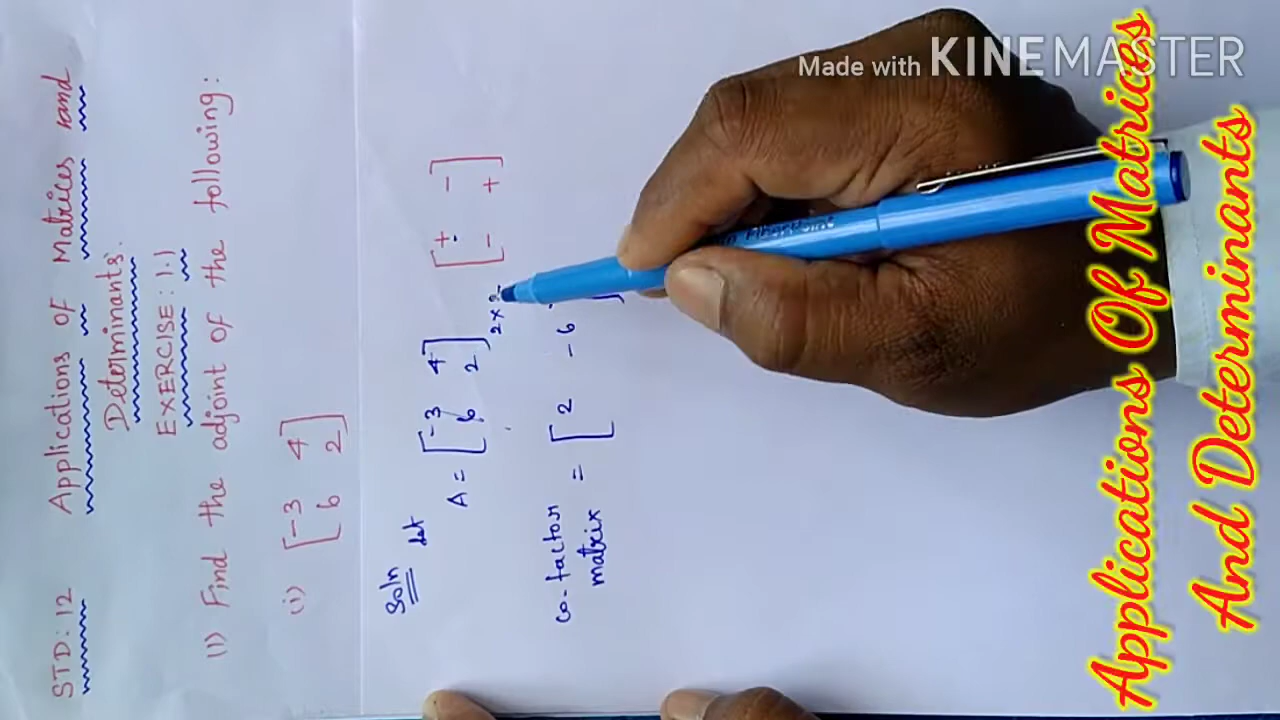 STD: 12 Applications of Matrices and
Determinants.
EXERCISE: 1.1
(1) Find the adjoint of the following:
(i) [ -3 4
6 2 ]
Soln
let
A = [ -3 4
6 2 ] 2x2
[ + -
- + ]
co-factor
matrix = [ 2 -6
Made with KINEMASTER
Applications Of Matrices
And Determinants